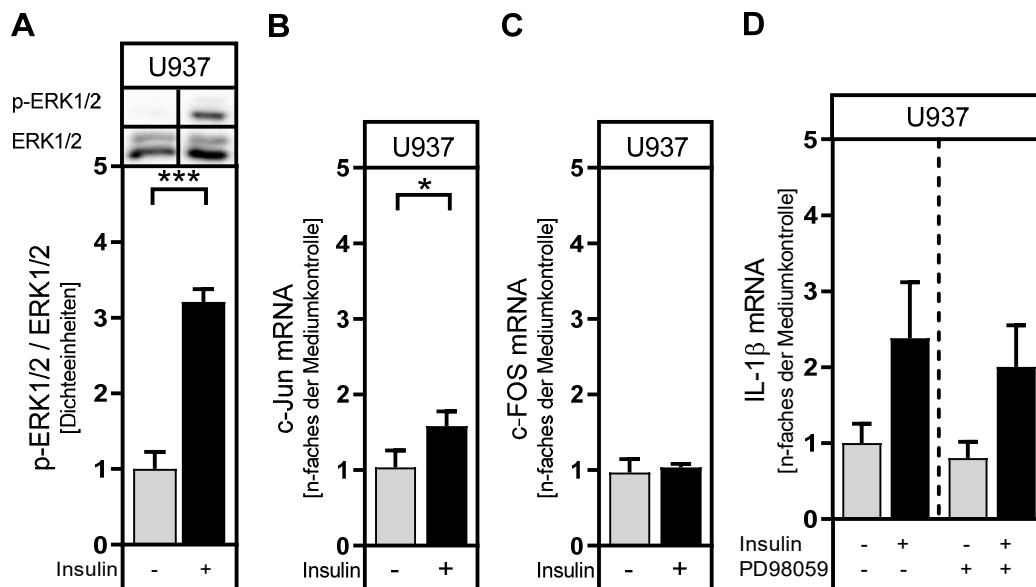 A
U937
p-ERK1/2
ERK1/2
p-ERK1/2 / ERK1/2
[Dichteeinheiten]
5
4
3
2
1
0
***
Insulin - +
B
U937
c-Jun mRNA
[n-faches der Mediumkontrolle]
5
4
3
2
1
0
*
Insulin - +
C
U937
c-FOS mRNA
[n-faches der Mediumkontrolle]
5
4
3
2
1
0
Insulin - +
D
U937
IL-1β mRNA
[n-faches der Mediumkontrolle]
5
4
3
2
1
0
Insulin - + - +
PD98059 - - + +